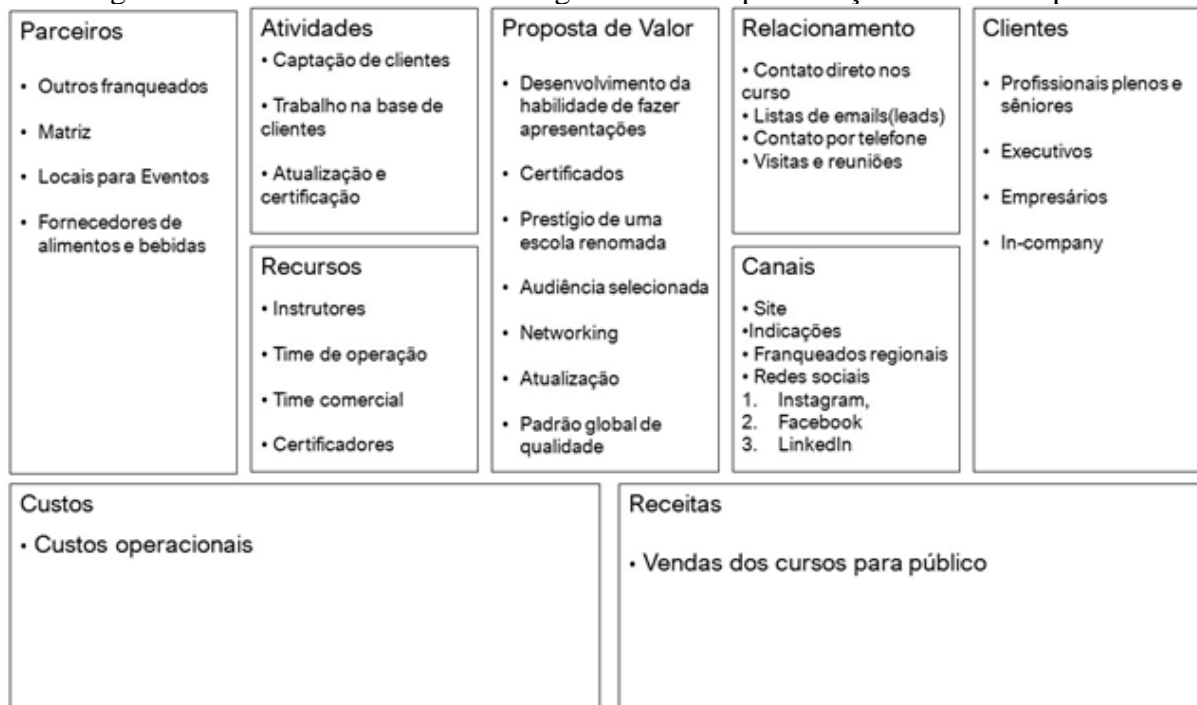 Parceiros
• Outros franqueados
• Matriz
• Locais para Eventos
• Fornecedores de
alimentos e bebidas
Atividades
• Captação de clientes
• Trabalho na base de
clientes
• Atualização e
certificação
Recursos
• Instrutores
• Time de operação
• Time comercial
• Certificadores
Proposta de Valor
• Desenvolvimento da
habilidade de fazer
apresentações
• Certificados
• Prestígio de uma
escola renomada
• Audiência selecionada
• Networking
• Atualização
• Padrão global de
qualidade
Relacionamento
• Contato direto nos
curso
• Listas de emails(leads)
• Contato por telefone
• Visitas e reuniões
Canais
• Site
•Indicações
• Franqueados regionais
• Redes sociais
1. Instagram,
2. Facebook
3. LinkedIn
Clientes
• Profissionais plenos e
sêniores
• Executivos
• Empresários
• In-company
Custos
• Custos operacionais
Receitas
• Vendas dos cursos para público